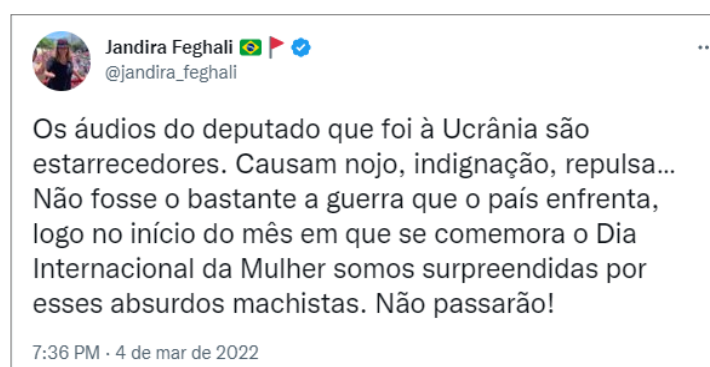 Jandira Feghali 🇧🇷 🚩
@jandira_feghali
Os áudios do deputado que foi à Ucrânia são
estarrecedores. Causam nojo, indignação, repulsa...
Não fosse o bastante a guerra que o país enfrenta,
logo no início do mês em que se comemora o Dia
Internacional da Mulher somos surpreendidas por
esses absurdos machistas. Não passarão!
7:36 PM · 4 de mar de 2022